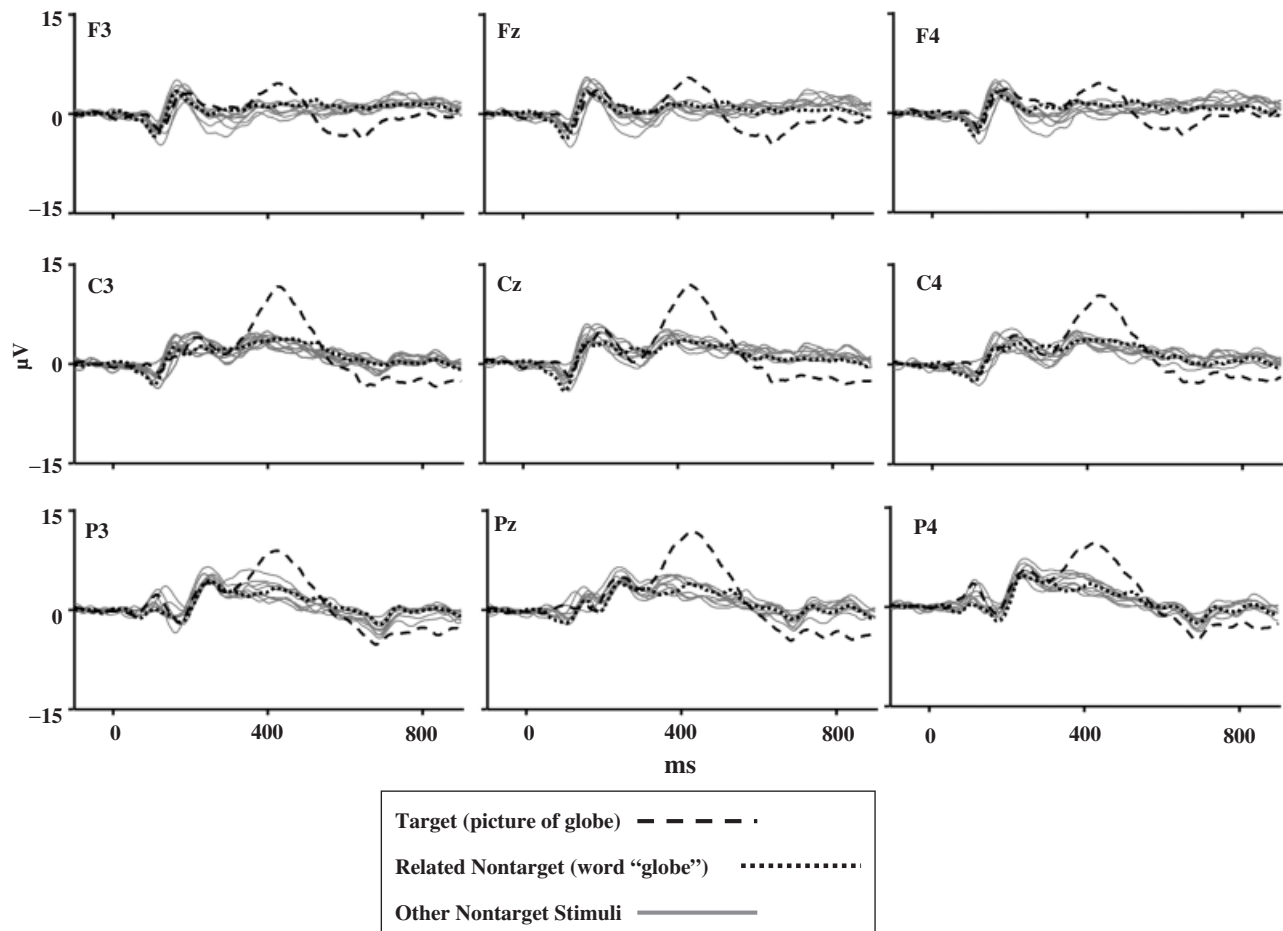 15
F3
Fz
F4
0
−15
15
C3
Cz
C4
µV
0
−15
15
P3
Pz
P4
0
−15
0 400 800 0 400 800 0 400 800
ms
Target (picture of globe)
Related Nontarget (word “globe”)
Other Nontarget Stimuli